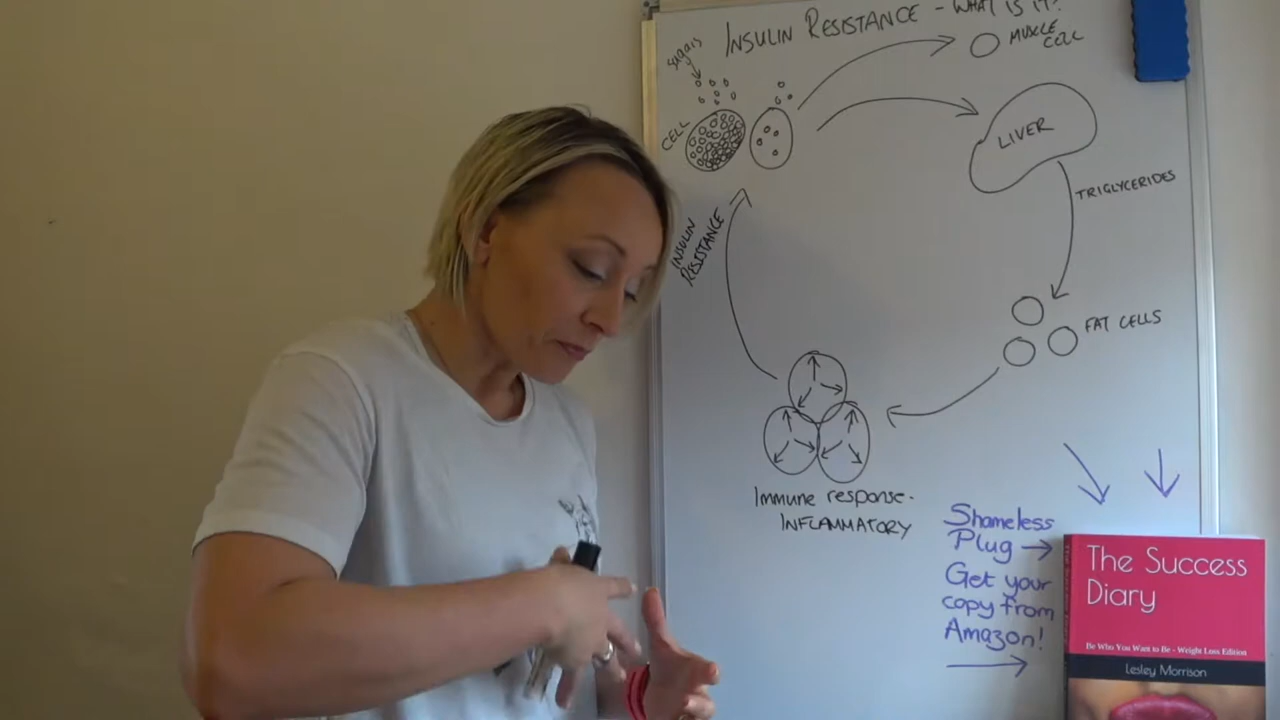 INSULIN RESISTANCE - WHAT IS IT?
sugars
MUSCLE
CELL
CELL
LIVER
TRIGLYCERIDES
INSULIN
RESISTANCE
FAT CELLS
Immune response -
INFLAMMATORY
Shameless
Plug →
Get your
copy from
Amazon!
The Success
Diary
Be Who You Want to Be - Weight Loss Edition
Lesley Morrison